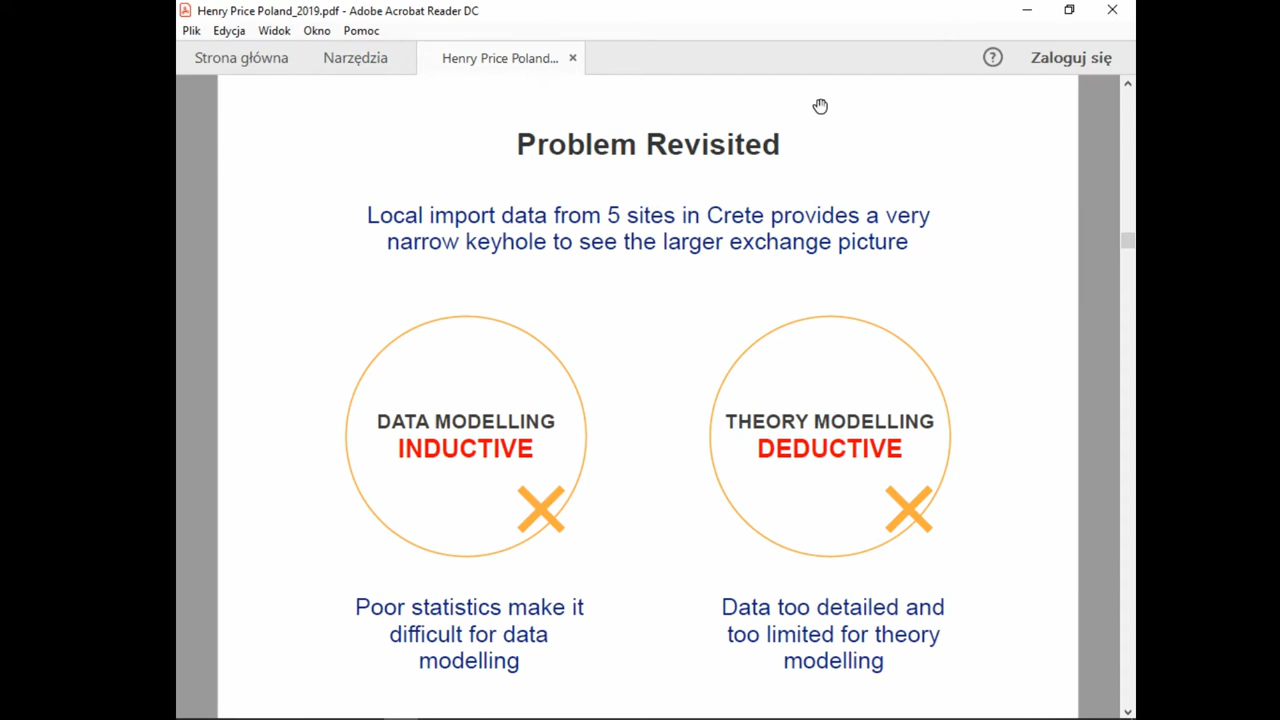 Henry Price Poland_2019.pdf - Adobe Acrobat Reader DC
Plik Edycja Widok Okno Pomoc
Strona główna Narzędzia Henry Price Poland... × ? Zaloguj się
Problem Revisited
Local import data from 5 sites in Crete provides a very
narrow keyhole to see the larger exchange picture
DATA MODELLING
INDUCTIVE
THEORY MODELLING
DEDUCTIVE
Poor statistics make it
difficult for data
modelling
Data too detailed and
too limited for theory
modelling